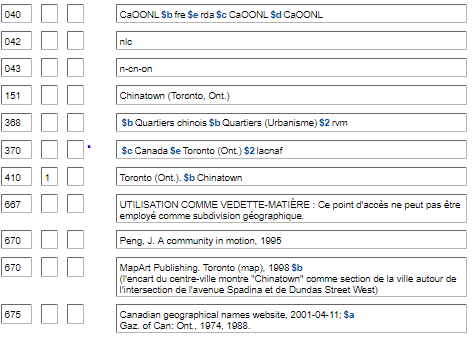 040 CaOONL $b fre $e rda $c CaOONL $d CaOONL
042 nlc
043 n-cn-on
151 Chinatown (Toronto, Ont.)
368 $b Quartiers chinois $b Quartiers (Urbanisme) $2 rvm
370 $c Canada $e Toronto (Ont.) $2 lacnaf
410 1 Toronto (Ont.). $b Chinatown
667 UTILISATION COMME VEDETTE-MATIÈRE : Ce point d'accès ne peut pas être
employé comme subdivision géographique.
670 Peng, J. A community in motion, 1995
670 MapArt Publishing. Toronto (map), 1998 $b
(l'encart du centre-ville montre "Chinatown" comme section de la ville autour de
l'intersection de l'avenue Spadina et de Dundas Street West)
675 Canadian geographical names website, 2001-04-11; $a
Gaz. of Can: Ont., 1974, 1988.